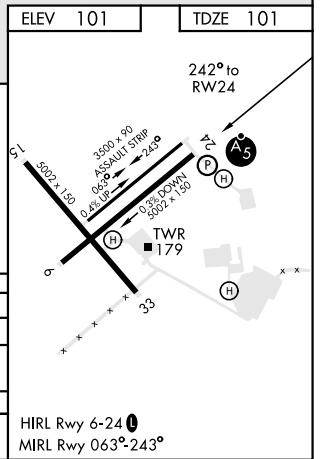 ELEV 101
TDZE 101
242° to
RW24
A5
24
P
H
3500 x 90
ASSAULT STRIP
063° 243°
0.4% UP
0.3% DOWN
5002 x 150
15
5002 x 150
H
TWR
179
6
33
H
x x
x x x x x
HIRL Rwy 6-24 L
MIRL Rwy 063°-243°